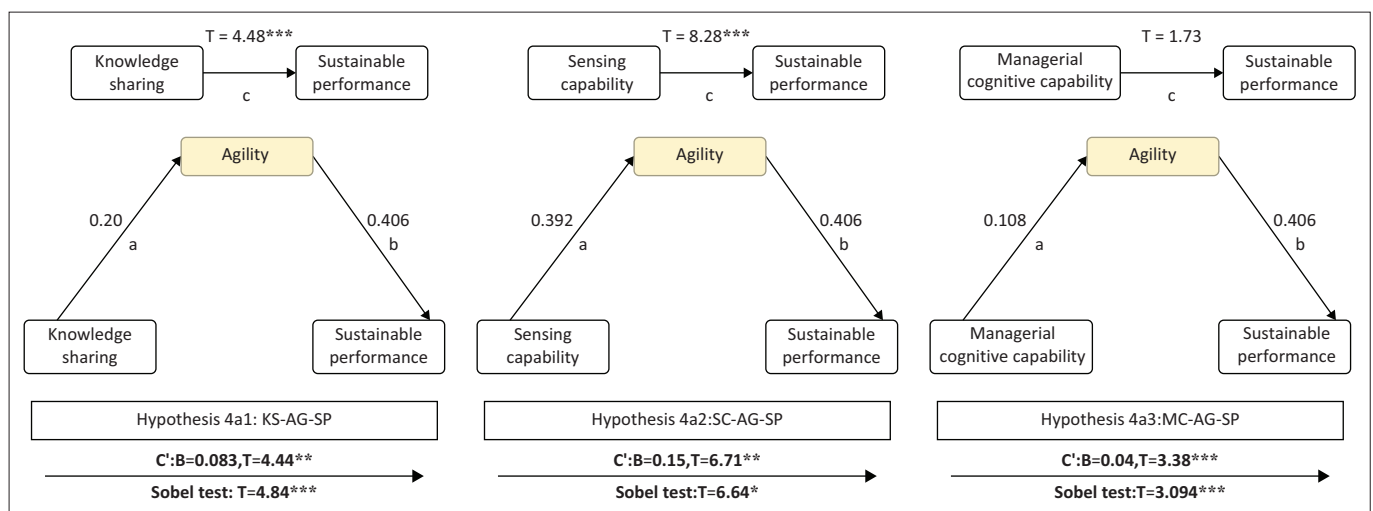 T = 4.48***
Knowledge
sharing
Sustainable
performance
c
Agility
0.20
a
0.406
b
Knowledge
sharing
Sustainable
performance
Hypothesis 4a1: KS-AG-SP
C':B=0.083,T=4.44**
Sobel test: T=4.84***
T = 8.28***
Sensing
capability
Sustainable
performance
c
Agility
0.392
a
0.406
b
Sensing
capability
Sustainable
performance
Hypothesis 4a2:SC-AG-SP
C':B=0.15,T=6.71**
Sobel test:T=6.64*
T = 1.73
Managerial
cognitive capability
Sustainable
performance
c
Agility
0.108
a
0.406
b
Managerial
cognitive capability
Sustainable
performance
Hypothesis 4a3:MC-AG-SP
C':B=0.04,T=3.38***
Sobel test:T=3.094***